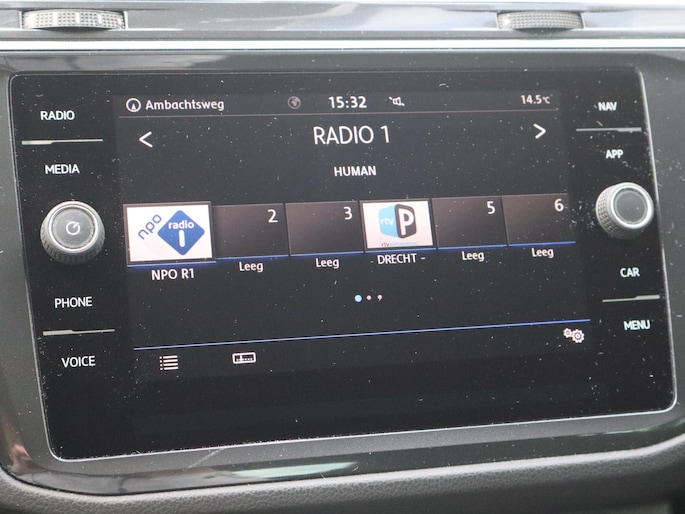 RADIO
MEDIA
PHONE
VOICE
Ambachtsweg 15:32 14.5°C
RADIO 1
HUMAN
npo radio 1
2
3
rtv P
5
6
NPO R1
Leeg
Leeg
DRECHT -
Leeg
Leeg
NAV
APP
CAR
MENU